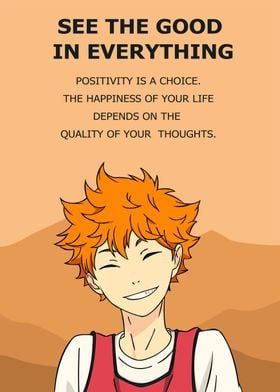 SEE THE GOOD
IN EVERYTHING
POSITIVITY IS A CHOICE.
THE HAPPINESS OF YOUR LIFE
DEPENDS ON THE
QUALITY OF YOUR THOUGHTS.